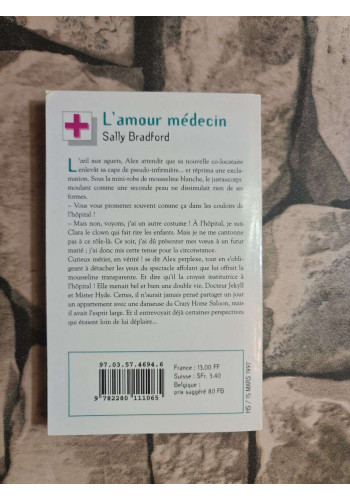 L'amour médecin
Sally Bradford
L'œil aux aguets, Alex attendit que sa nouvelle co-locataire
enlevât sa cape de pseudo-infirmière... et réprima une excla-
mation. Sous la mini-robe de mousseline blanche, le justaucorps
moulant comme une seconde peau ne dissimulait rien de ses
formes.
– Vous vous promenez souvent comme ça dans les couloirs de
l'hôpital ?
– Mais non, voyons, j'ai un autre costume ! A l'hôpital, je suis
Clara le clown qui fait rire les enfants. Mais je ne me cantonne
pas à ce rôle-là. Ce soir, j'ai dû présenter mes vœux à un futur
marié ; j'ai donc mis cette tenue pour la circonstance.
Curieux métier, en vérité ! se dit Alex perplexe, tout en s'obli-
geant à détacher les yeux du spectacle affolant que lui offrait la
mousseline transparente. Et dire qu'il la croyait institutrice à
l'hôpital ! Elle menait bel et bien une double vie. Docteur Jekyll
et Mister Hyde. Certes, il n'aurait jamais pensé partager un jour
un appartement avec une danseuse du Crazy Horse Saloon, mais
il avait l'esprit large. Et il entrevoyait déjà certaines perspectives
qui étaient loin de lui déplaire...
97.03.57.4694.6
9 782280 111065
France : 13,00 FF
Suisse : SFr. 3.40
Belgique :
prix suggéré 80 FB
H5 / 15 MARS 1997